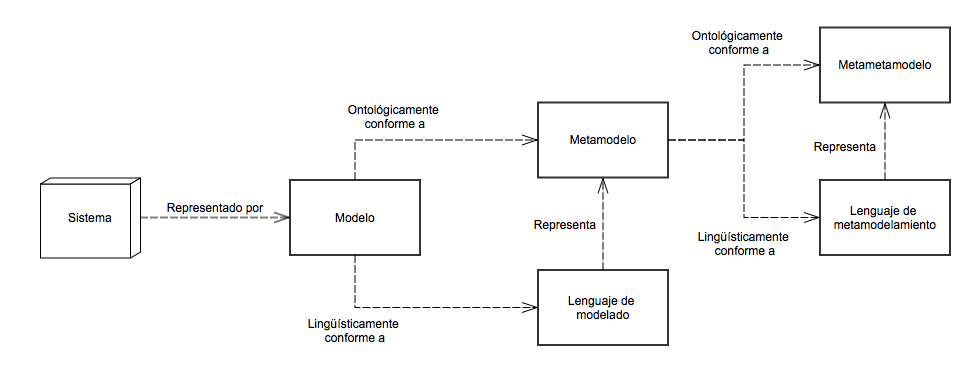 Sistema
Representado por
Modelo
Ontológicamente
conforme a
Lingüísticamente
conforme a
Metamodelo
Representa
Lenguaje de
modelado
Ontológicamente
conforme a
Lingüísticamente
conforme a
Metametamodelo
Representa
Lenguaje de
metamodelamiento